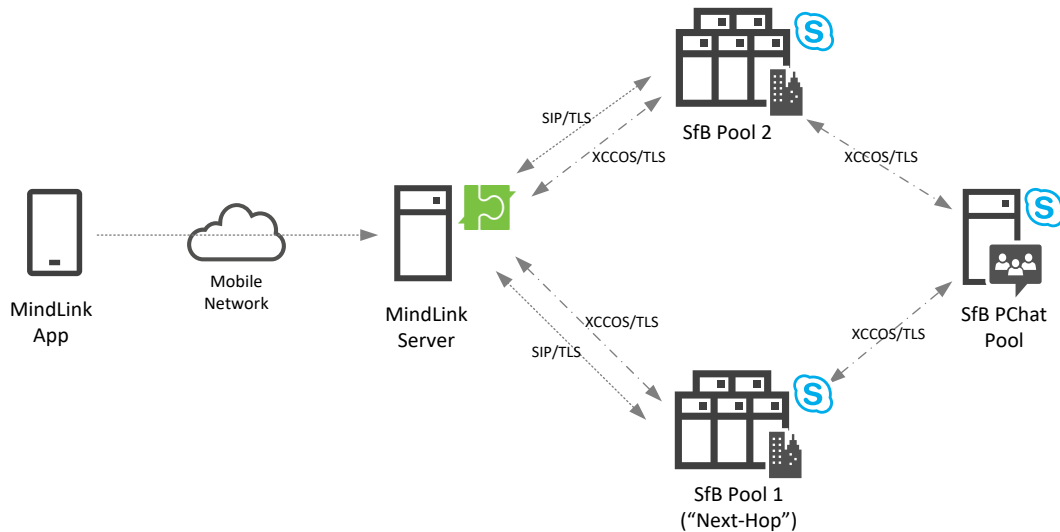 SfB Pool 2
SIP/TLS
XCCOS/TLS
XCCOS/TLS
MindLink
App
Mobile
Network
MindLink
Server
SfB PChat
Pool
XCCOS/TLS
SIP/TLS
XCCOS/TLS
SfB Pool 1
(“Next-Hop”)
S
S
S